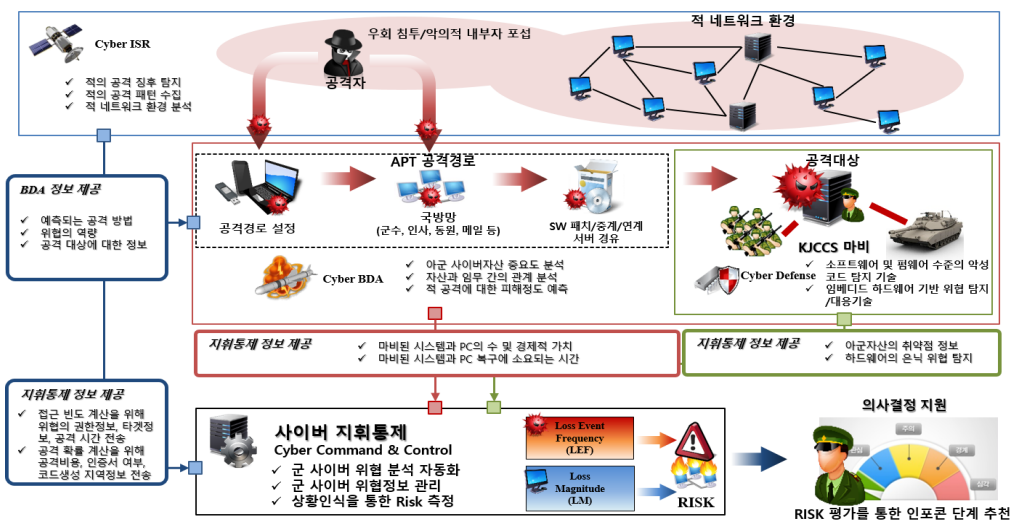 Cyber ISR
✓ 적의 공격 징후 탐지
✓ 적의 공격 패턴 수집
✓ 적 네트워크 환경 분석
우회 침투/악의적 내부자 포섭
공격자
적 네트워크 환경
BDA 정보 제공
✓ 예측되는 공격 방법
✓ 위협의 역량
✓ 공격 대상에 대한 정보
APT 공격경로
공격경로 설정
국방망
(군수, 인사, 동원, 메일 등)
SW 패치/중계/연계
서버 경유
공격대상
KJCCS 마비
Cyber BDA
✓ 아군 사이버자산 중요도 분석
✓ 자산과 임무 간의 관계 분석
✓ 적 공격에 대한 피해정도 예측
Cyber Defense
✓ 소프트웨어 및 펌웨어 수준의 악성
코드 탐지 기술
✓ 임베디드 하드웨어 기반 위협 탐지
/대응기술
지휘통제 정보 제공
✓ 마비된 시스템과 PC의 수 및 경제적 가치
✓ 마비된 시스템과 PC 복구에 소요되는 시간
지휘통제 정보 제공
✓ 아군자산의 취약점 정보
✓ 하드웨어의 은닉 위협 탐지
지휘통제 정보 제공
✓ 접근 빈도 계산을 위해
위협의 권한정보, 타겟정
보, 공격 시간 전송
✓ 공격 확률 계산을 위해
공격비용, 인증서 여부,
코드생성 지역정보 전송
사이버 지휘통제
Cyber Command & Control
✓ 군 사이버 위협 분석 자동화
✓ 군 사이버 위협정보 관리
✓ 상황인식을 통한 Risk 측정
Loss Event
Frequency
(LEF)
Loss
Magnitude
(LM)
RISK
의사결정 지원
관심
주의
경계
심각
RISK 평가를 통한 인포콘 단계 추천